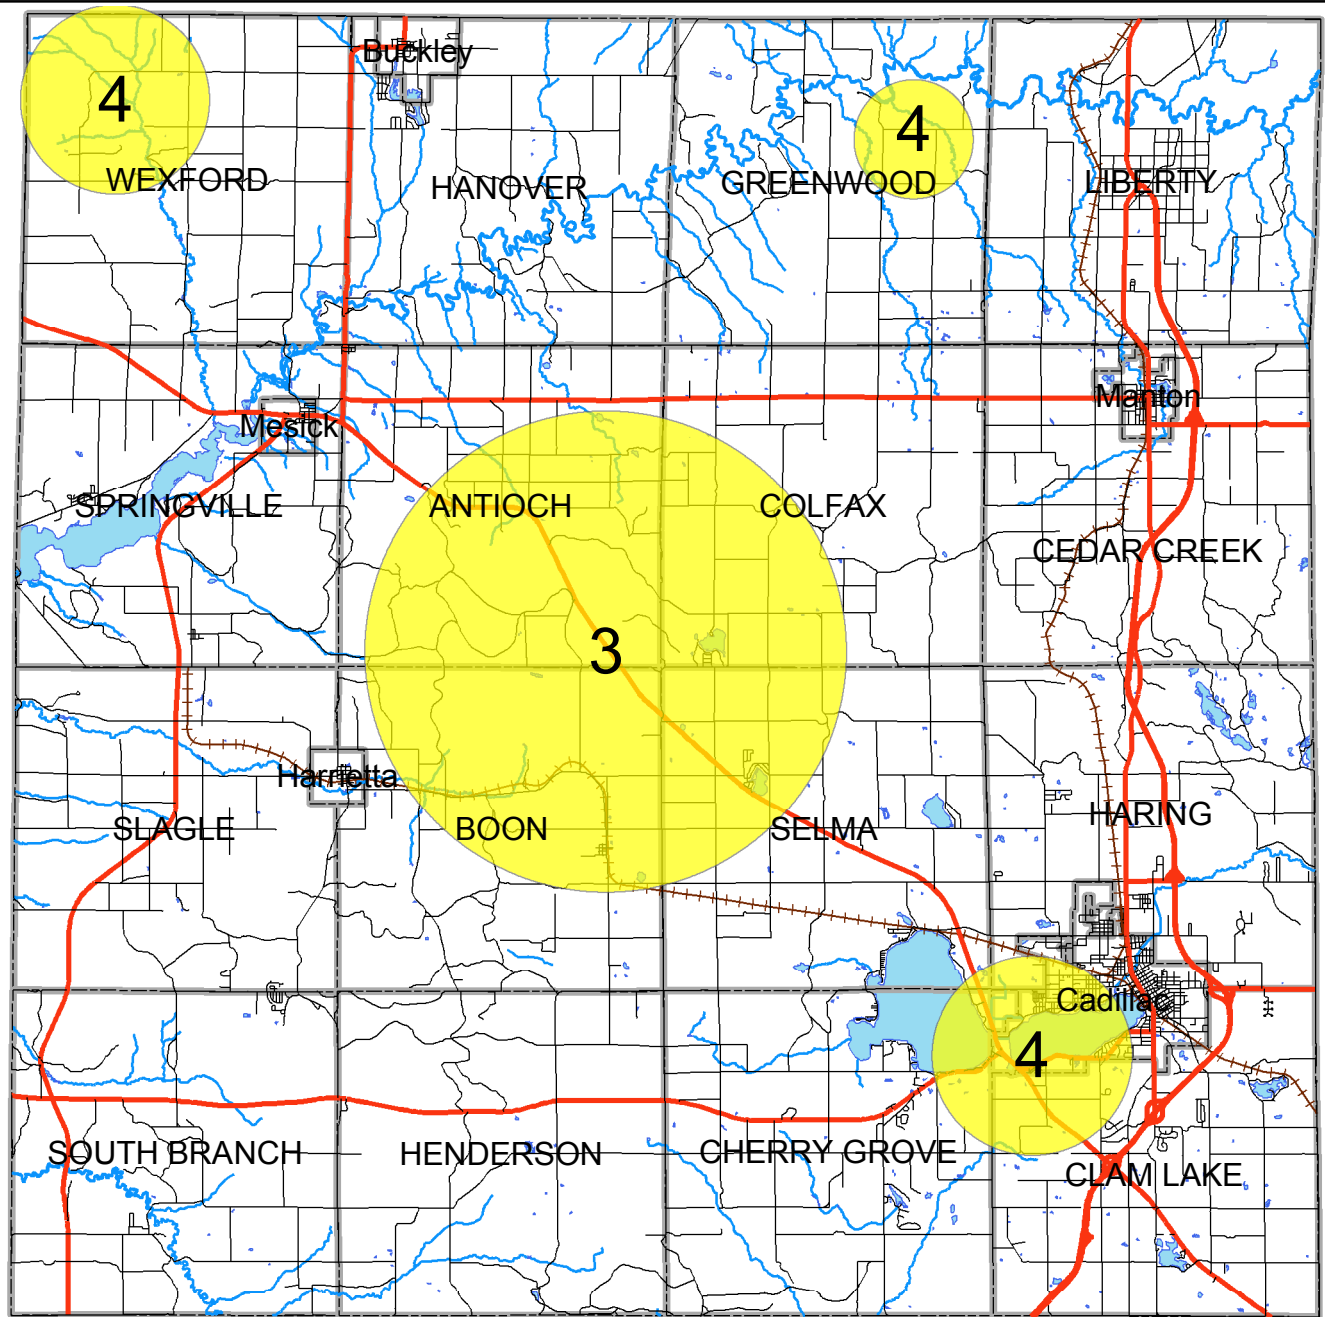 Buckley
4
4
WEXFORD
HANOVER
GREENWOOD
LIBERTY
Manton
Mesick
SPRINGVILLE
ANTIOCH
COLFAX
CEDAR CREEK
3
Harrietta
SLAGLE
BOON
SELMA
HARING
Cadillac
4
SOUTH BRANCH
HENDERSON
CHERRY GROVE
CLAM LAKE